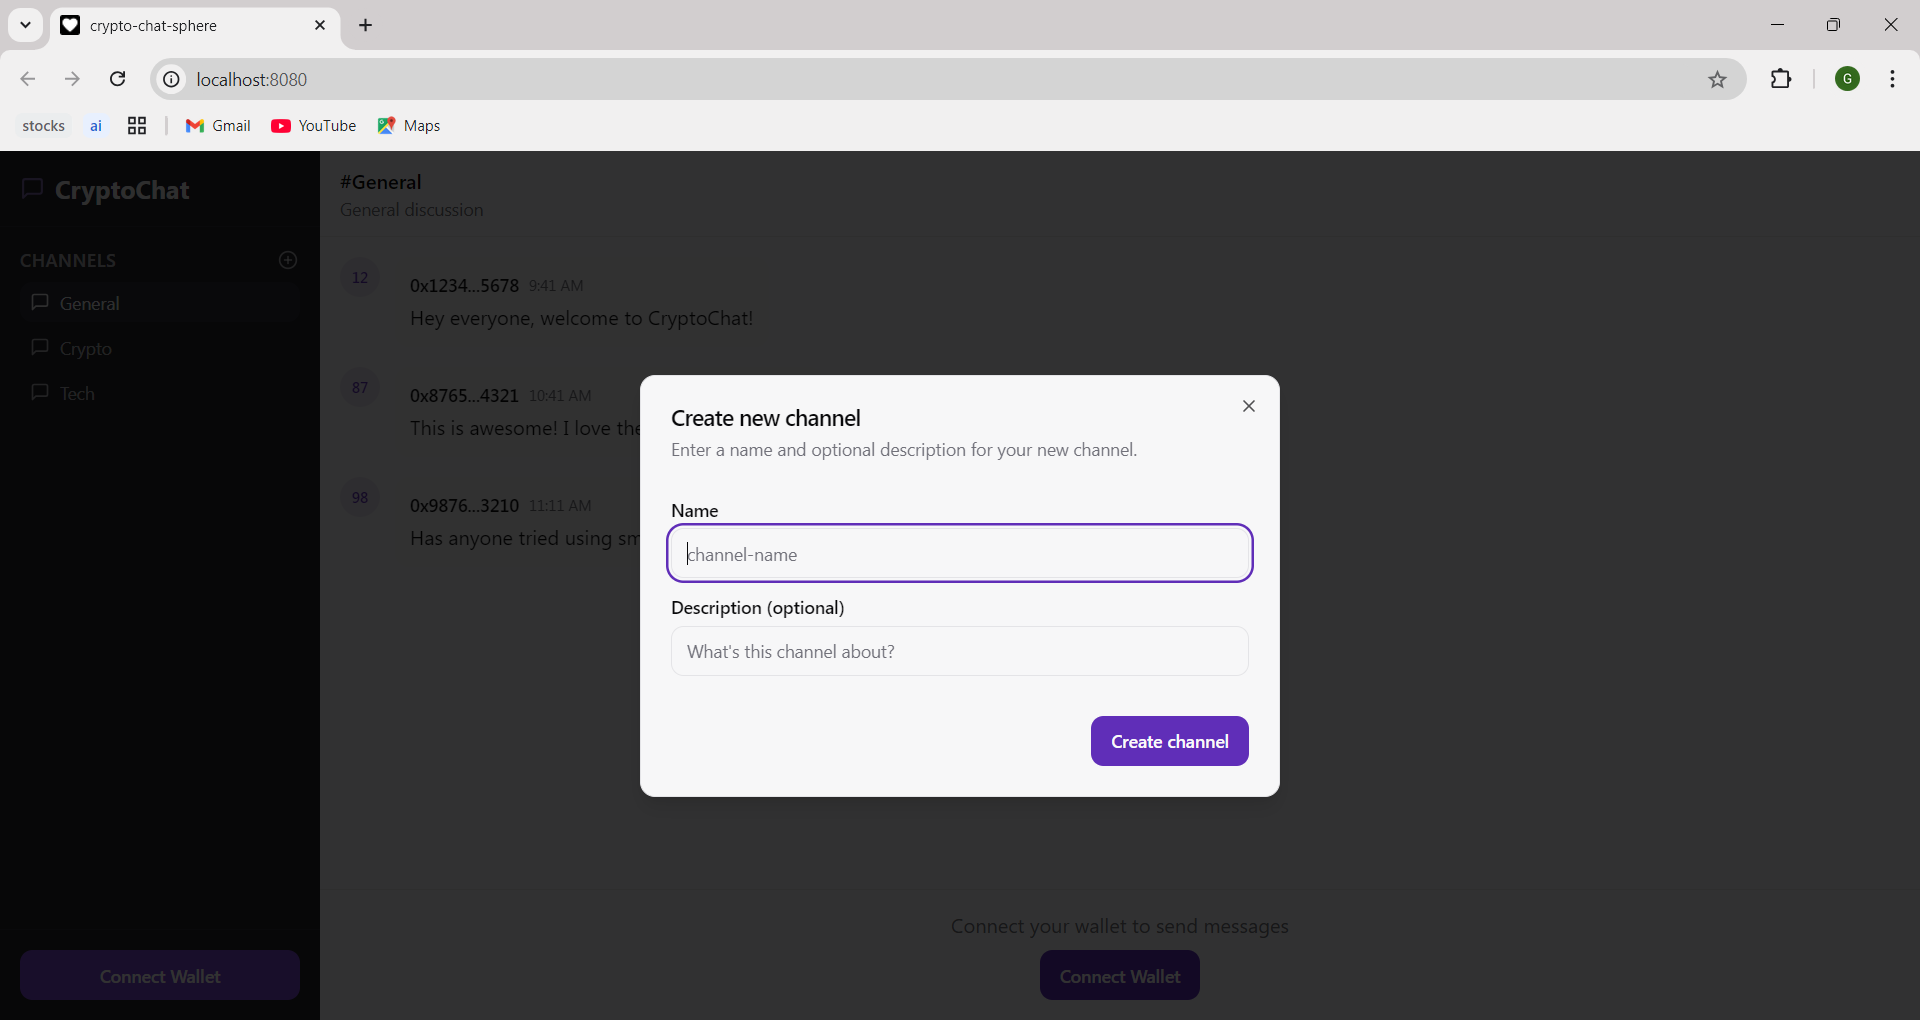 crypto-chat-sphere
localhost:8080
G
stocks
ai
Gmail
YouTube
Maps
CryptoChat
CHANNELS
General
Crypto
Tech
Connect Wallet
#General
General discussion
12
0x1234...5678 9:41 AM
Hey everyone, welcome to CryptoChat!
87
0x8765...4321 10:41 AM
This is awesome! I love the
98
0x9876...3210 11:11 AM
Has anyone tried using
Create new channel
Enter a name and optional description for your new channel.
Name
channel-name
Description (optional)
What's this channel about?
Create channel
Connect your wallet to send messages
Connect Wallet